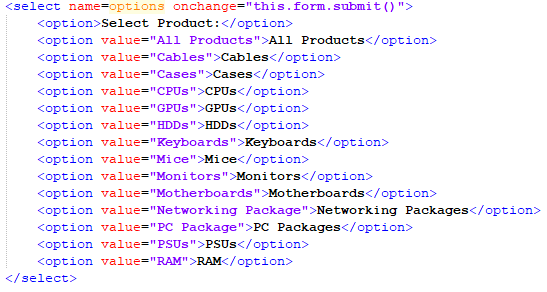 <select name=options onchange="this.form.submit()">
<option>Select Product:</option>
<option value="All Products">All Products</option>
<option value="Cables">Cables</option>
<option value="Cases">Cases</option>
<option value="CPUs">CPUs</option>
<option value="GPUs">GPUs</option>
<option value="HDDs">HDDs</option>
<option value="Keyboards">Keyboards</option>
<option value="Mice">Mice</option>
<option value="Monitors">Monitors</option>
<option value="Motherboards">Motherboards</option>
<option value="Networking Package">Networking Packages</option>
<option value="PC Package">PC Packages</option>
<option value="PSUs">PSUs</option>
<option value="RAM">RAM</option>
</select>